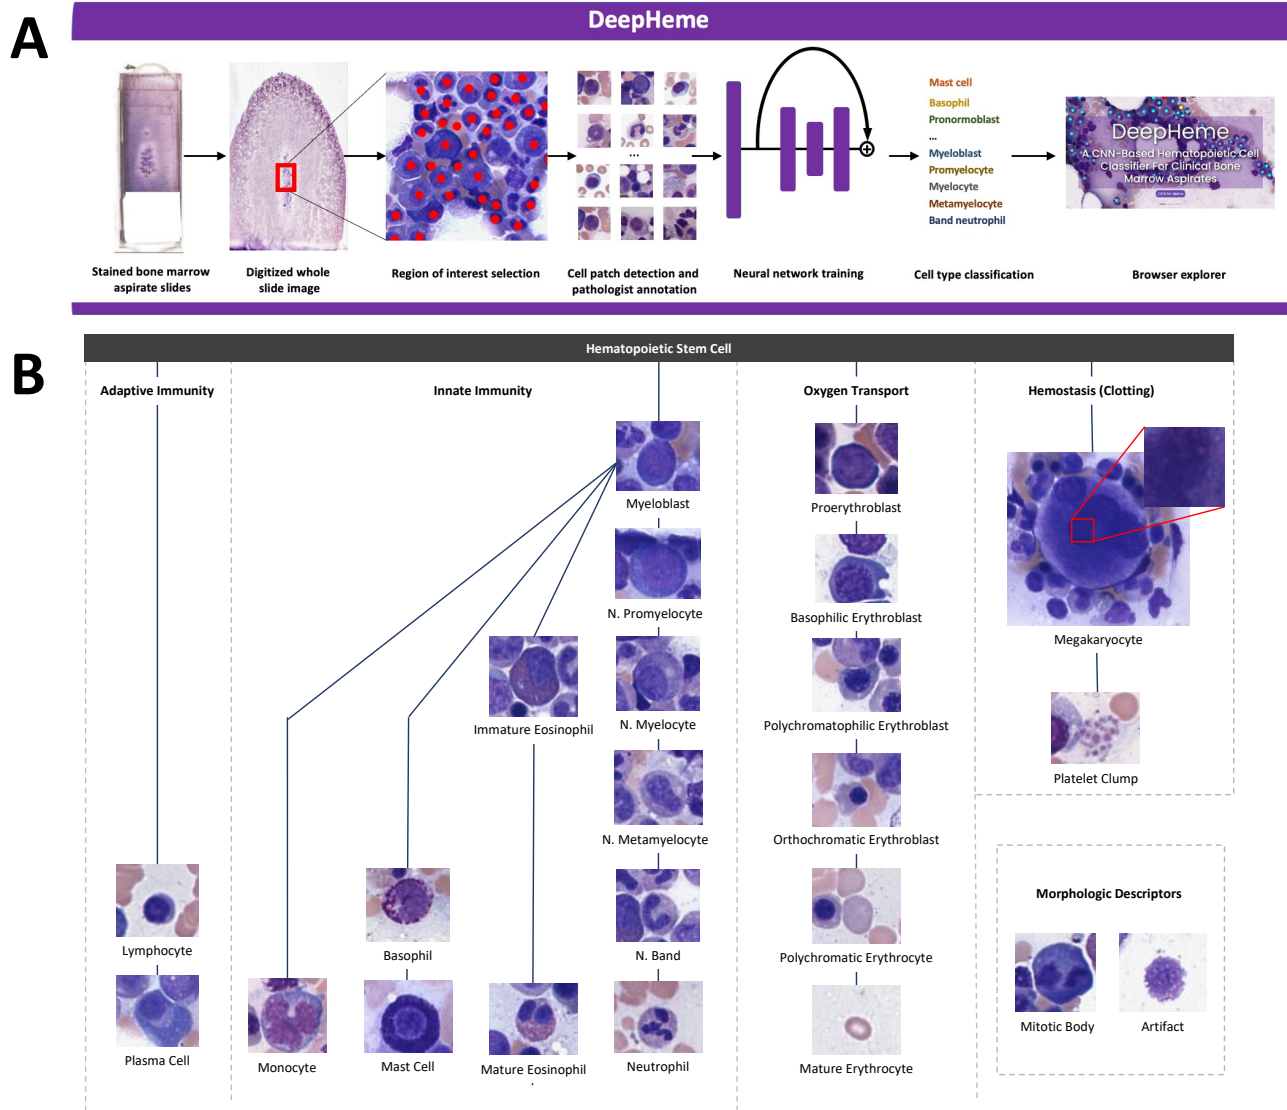 A
DeepHeme
Stained bone marrow
aspirate slides
Digitized whole
slide image
Region of interest selection
...
Cell patch detection and
pathologist annotation
Neural network training
Mast cell
Basophil
Pronormoblast
...
Myeloblast
Promyelocyte
Myelocyte
Metamyelocyte
Band neutrophil
Cell type classification
DeepHeme
A CNN-Based Hematopoietic Cell
Classifier For Clinical Bone
Marrow Aspirates
Browser explorer
B
Hematopoietic Stem Cell
Adaptive Immunity
Innate Immunity
Oxygen Transport
Hemostasis (Clotting)
Myeloblast
Proerythroblast
N. Promyelocyte
Basophilic Erythroblast
Megakaryocyte
Immature Eosinophil
N. Myelocyte
Polychromatophilic Erythroblast
Platelet Clump
N. Metamyelocyte
Orthochromatic Erythroblast
Morphologic Descriptors
Lymphocyte
Basophil
N. Band
Polychromatic Erythrocyte
Mitotic Body
Artifact
Plasma Cell
Monocyte
Mast Cell
Mature Eosinophil
Neutrophil
Mature Erythrocyte